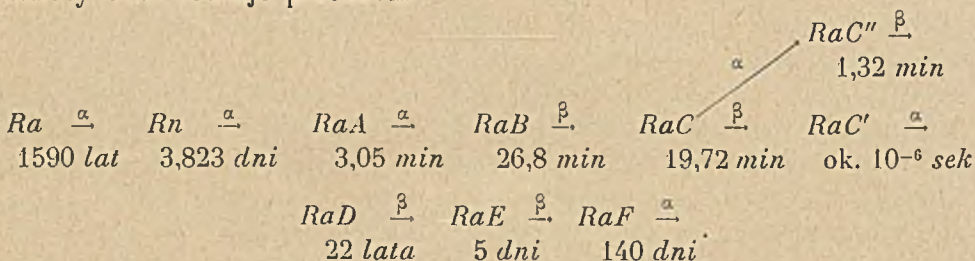 RaC″ β→
α 1,32 min
Ra α→ Rn α→ RaA α→ RaB β→ RaC β→ RaC′ α→
1590 lat 3,823 dni 3,05 min 26,8 min 19,72 min ok. 10⁻⁶ sek
RaD β→ RaE β→ RaF α→
22 lata 5 dni 140 dni.